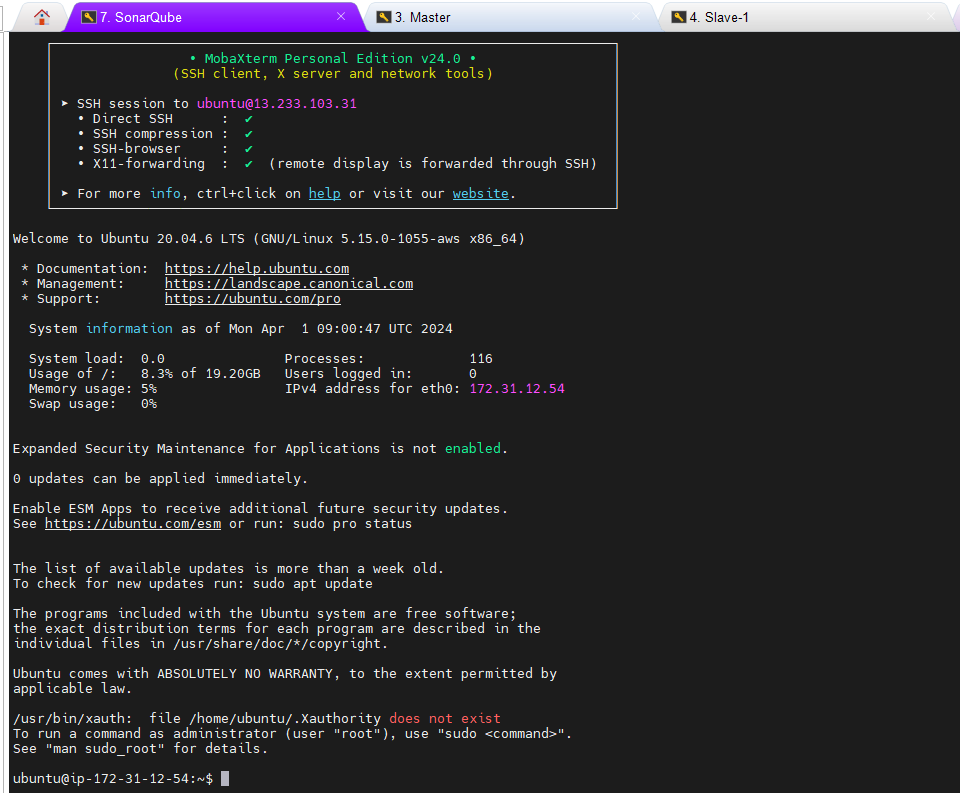 7. SonarQube
3. Master
4. Slave-1
• MobaXterm Personal Edition v24.0 •
(SSH client, X server and network tools)
➤ SSH session to ubuntu@13.233.103.31
• Direct SSH : ✔
• SSH compression : ✔
• SSH-browser : ✔
• X11-forwarding : ✔ (remote display is forwarded through SSH)
➤ For more info, ctrl+click on help or visit our website.
Welcome to Ubuntu 20.04.6 LTS (GNU/Linux 5.15.0-1055-aws x86_64)
* Documentation: https://help.ubuntu.com
* Management: https://landscape.canonical.com
* Support: https://ubuntu.com/pro
System information as of Mon Apr 1 09:00:47 UTC 2024
System load: 0.0 Processes: 116
Usage of /: 8.3% of 19.20GB Users logged in: 0
Memory usage: 5% IPv4 address for eth0: 172.31.12.54
Swap usage: 0%
Expanded Security Maintenance for Applications is not enabled.
0 updates can be applied immediately.
Enable ESM Apps to receive additional future security updates.
See https://ubuntu.com/esm or run: sudo pro status
The list of available updates is more than a week old.
To check for new updates run: sudo apt update
The programs included with the Ubuntu system are free software;
the exact distribution terms for each program are described in the
individual files in /usr/share/doc/*/copyright.
Ubuntu comes with ABSOLUTELY NO WARRANTY, to the extent permitted by
applicable law.
/usr/bin/xauth: file /home/ubuntu/.Xauthority does not exist
To run a command as administrator (user "root"), use "sudo <command>".
See "man sudo_root" for details.
ubuntu@ip-172-31-12-54:~$